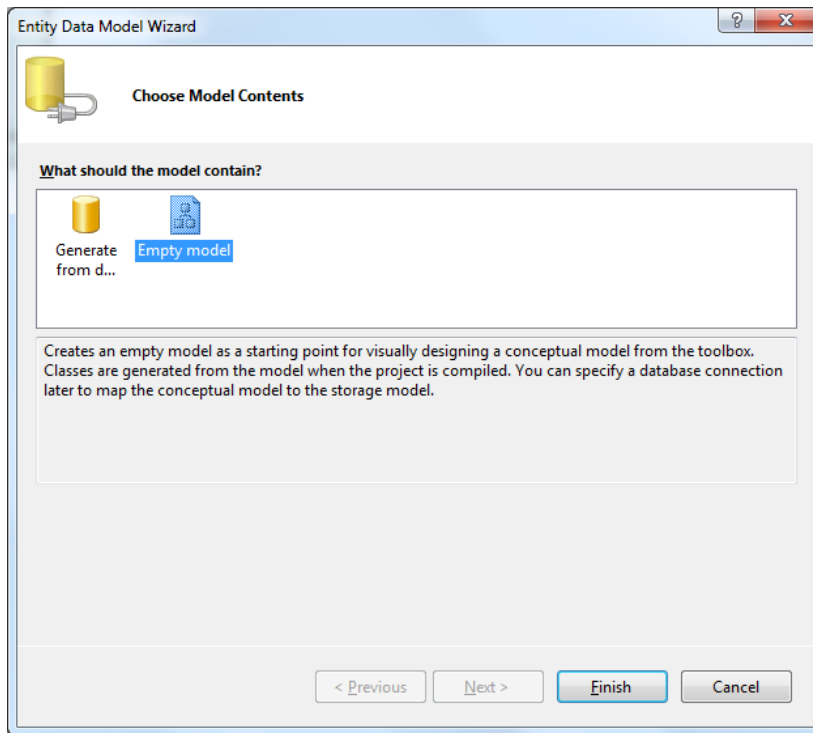 Entity Data Model Wizard
Choose Model Contents
What should the model contain?
Generate from d...
Empty model
Creates an empty model as a starting point for visually designing a conceptual model from the toolbox.
Classes are generated from the model when the project is compiled. You can specify a database connection
later to map the conceptual model to the storage model.
< Previous
Next >
Finish
Cancel